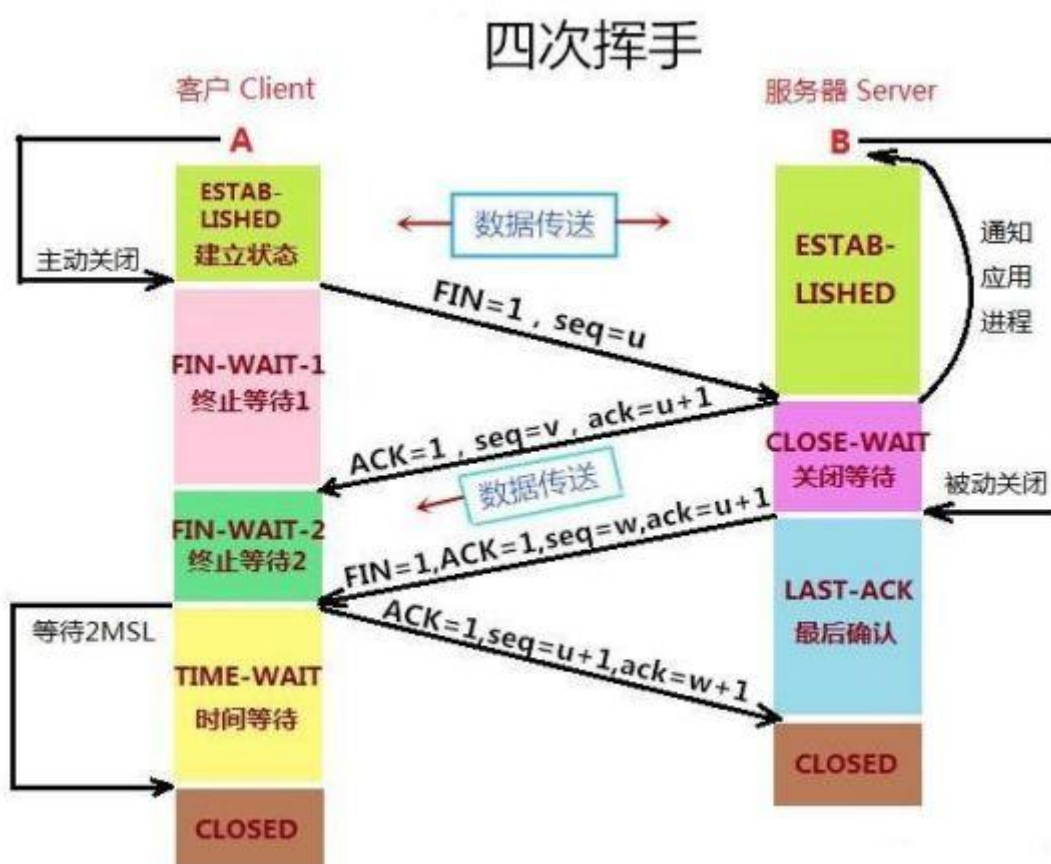 四次挥手
客户 Client
服务器 Server
A
B
ESTAB-
LISHED
建立状态
数据传送
ESTAB-
LISHED
通知
应用
进程
主动关闭
FIN=1，seq=u
FIN-WAIT-1
终止等待1
ACK=1，seq=v，ack=u+1
CLOSE-WAIT
关闭等待
数据传送
被动关闭
FIN-WAIT-2
终止等待2
FIN=1,ACK=1,seq=w,ack=u+1
LAST-ACK
最后确认
等待2MSL
ACK=1,seq=u+1,ack=w+1
TIME-WAIT
时间等待
CLOSED
CLOSED